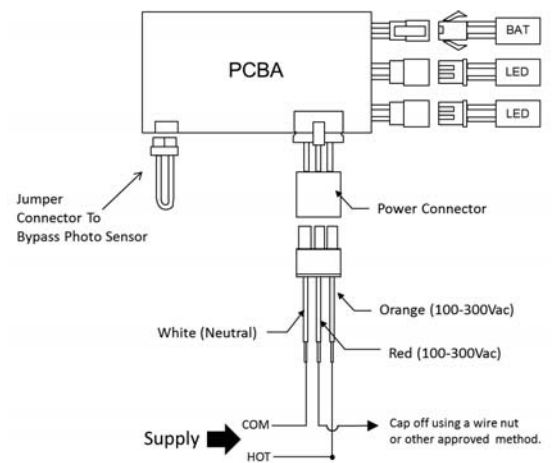 PCBA
BAT
LED
LED
Jumper
Connector To
Bypass Photo Sensor
Power Connector
Orange (100-300Vac)
White (Neutral)
Red (100-300Vac)
COM
Cap off using a wire nut
or other approved method.
Supply
HOT